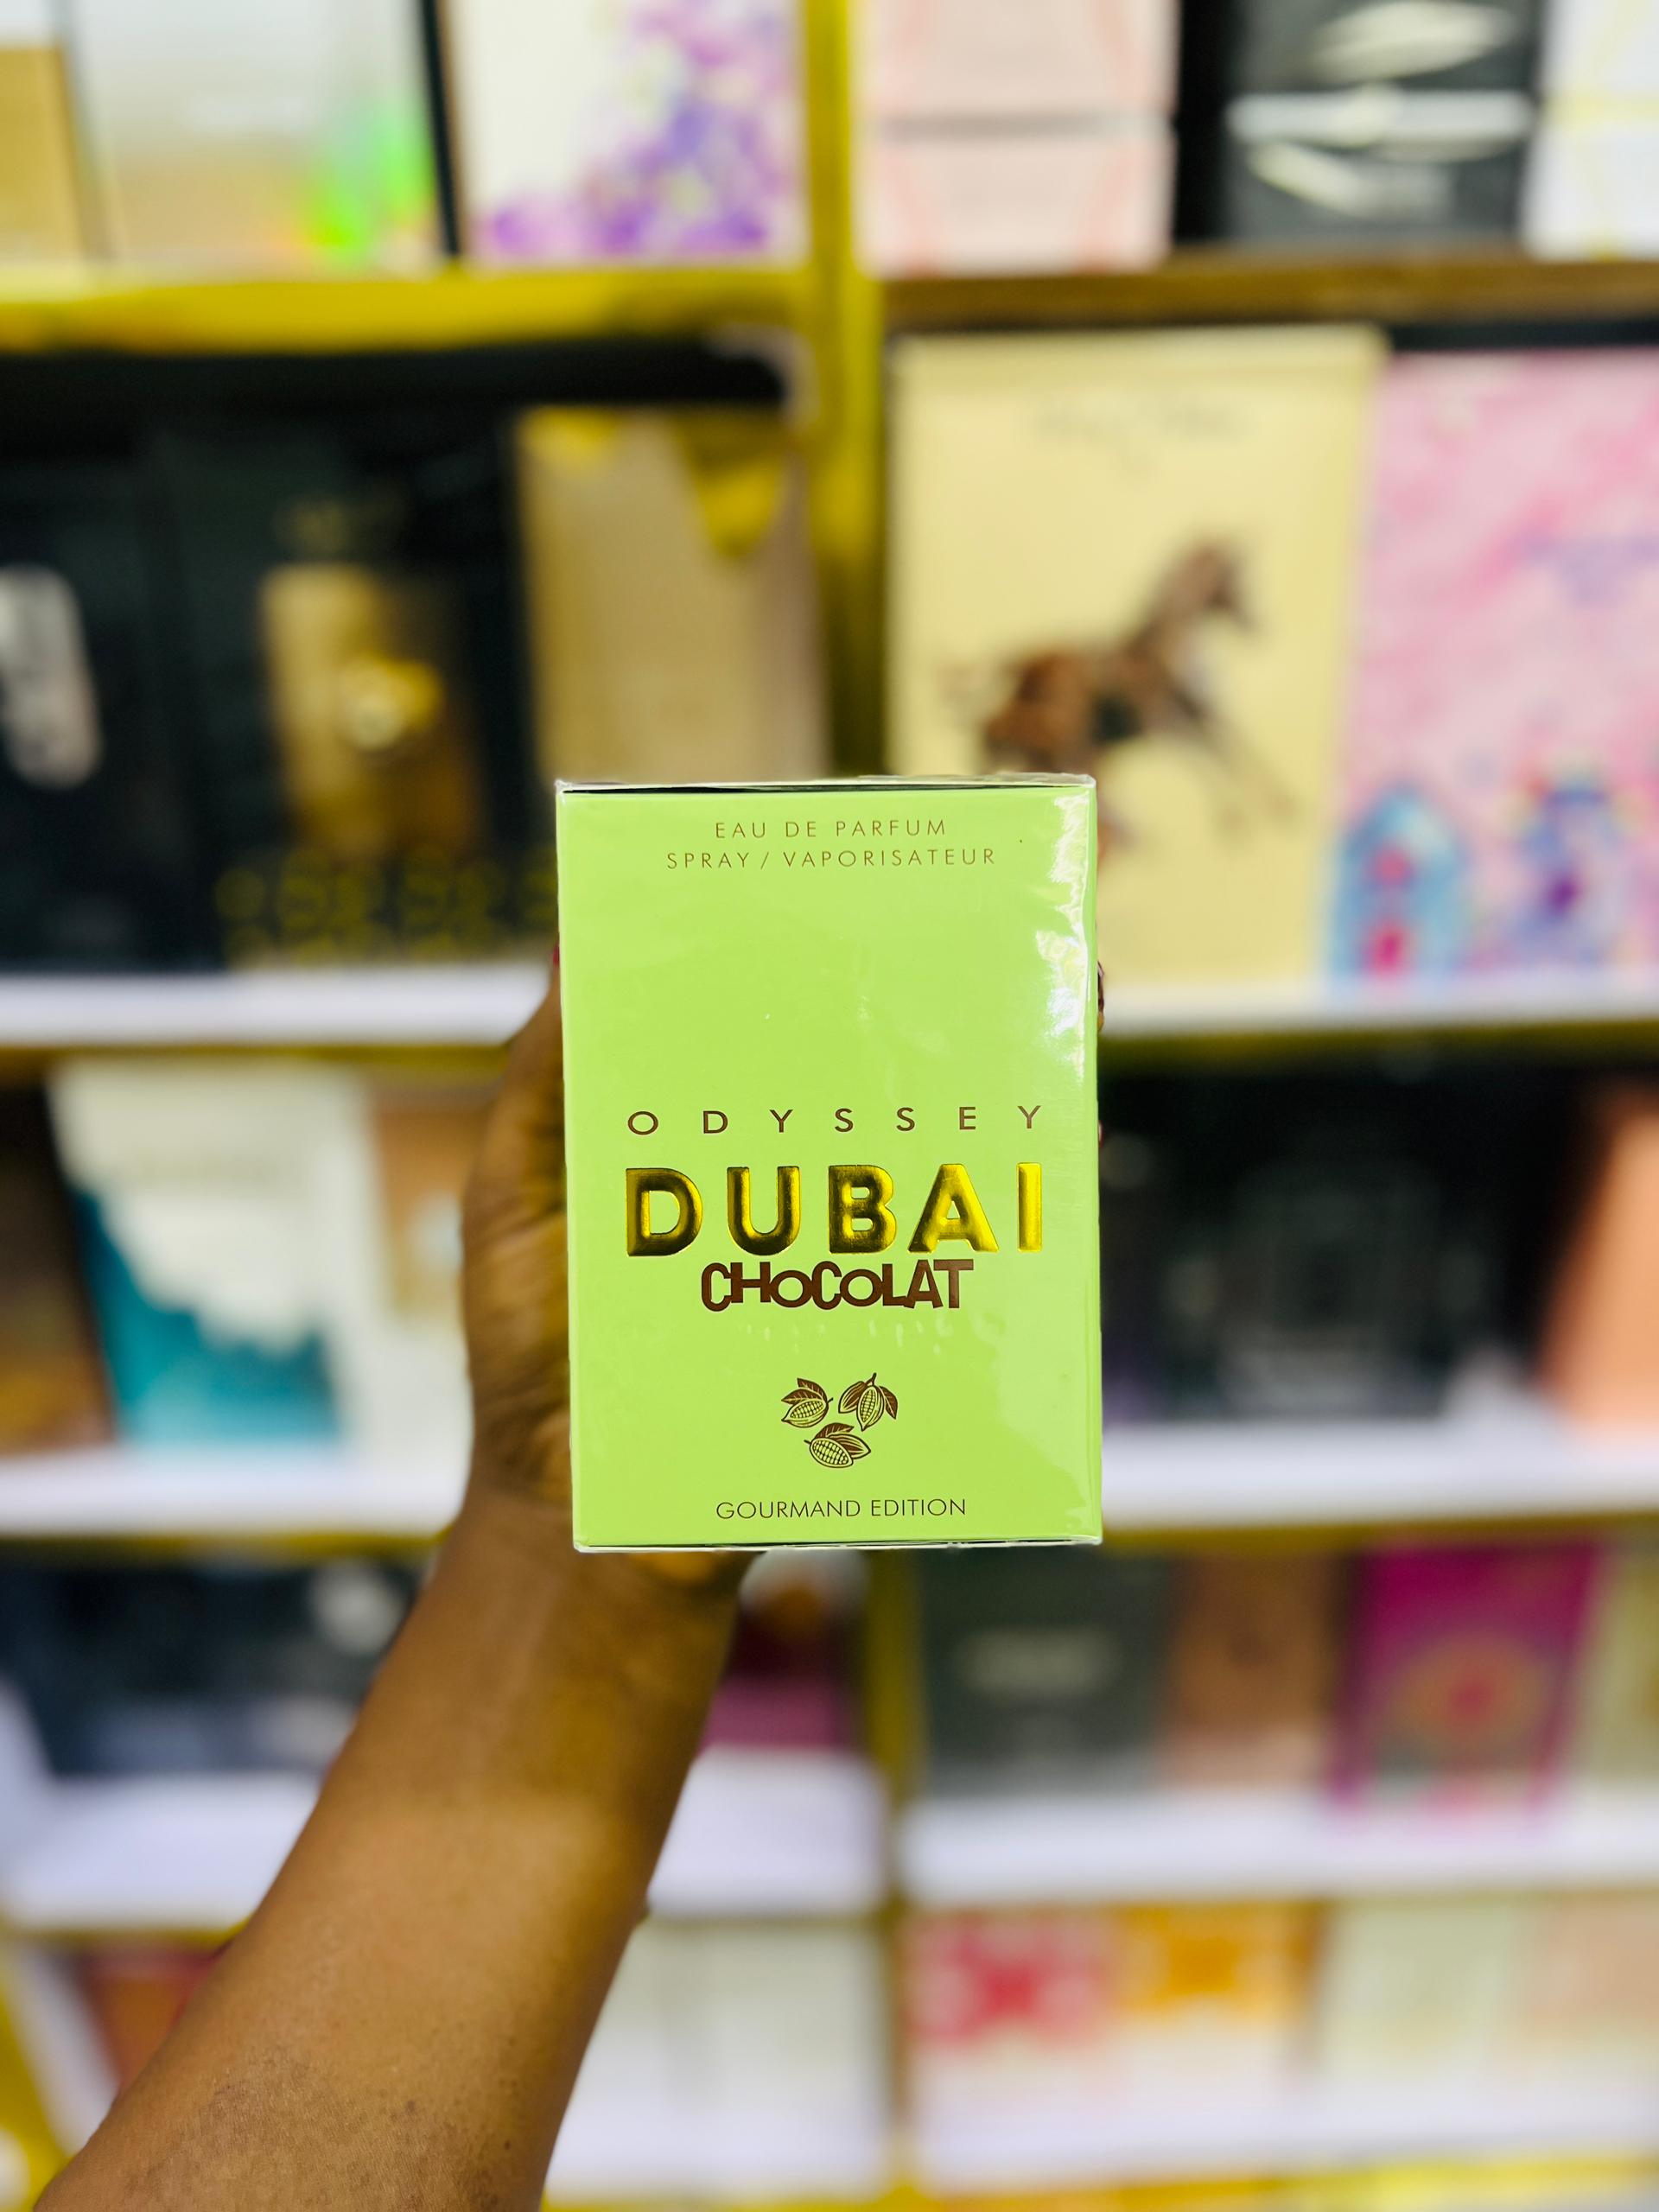 EAU DE PARFUM
SPRAY / VAPORISATEUR
ODYSSEY
DUBAI
CHOCOLAT
GOURMAND EDITION